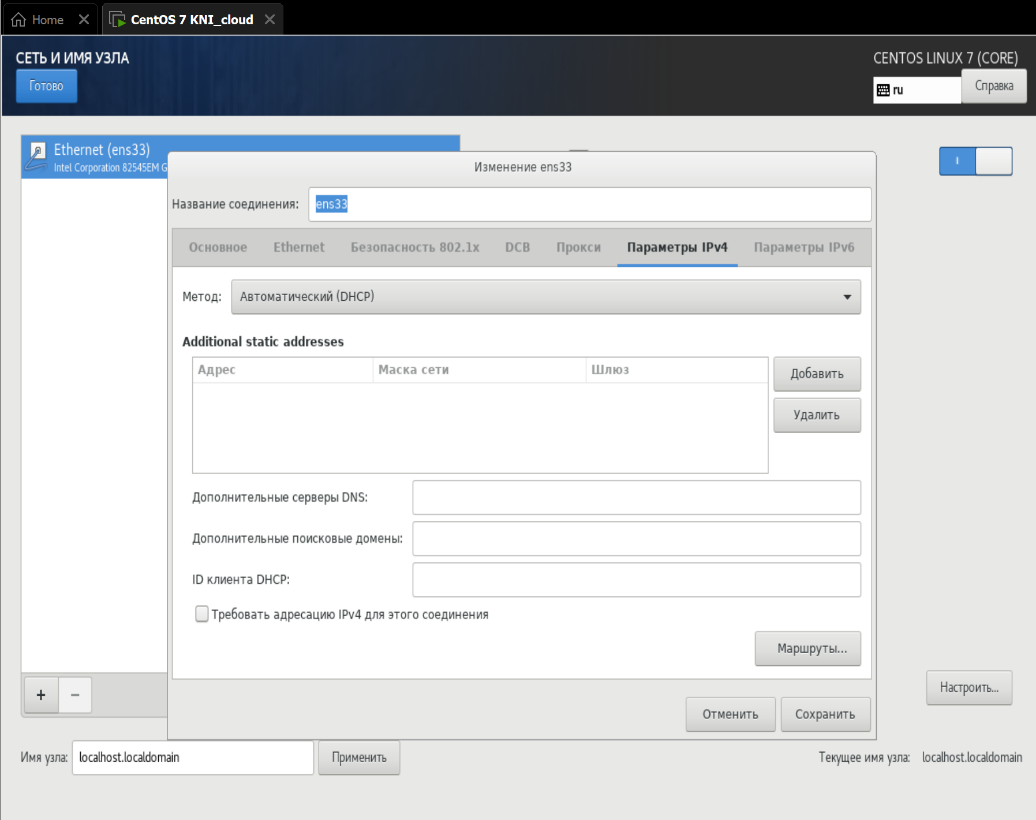 Home
CentOS 7 KNI_cloud
СЕТЬ И ИМЯ УЗЛА
CENTOS LINUX 7 (CORE)
Готово
ru
Справка
Ethernet (ens33)
Intel Corporation 82545EM G
Изменение ens33
Название соединения: ens33
Основное Ethernet Безопасность 802.1x DCB Прокси Параметры IPv4 Параметры IPv6
Метод: Автоматический (DHCP)
Additional static addresses
Адрес Маска сети Шлюз
Добавить
Удалить
Дополнительные серверы DNS:
Дополнительные поисковые домены:
ID клиента DHCP:
Требовать адресацию IPv4 для этого соединения
Маршруты...
+ −
Настроить...
Отменить Сохранить
Имя узла: localhost.localdomain Применить
Текущее имя узла: localhost.localdomain